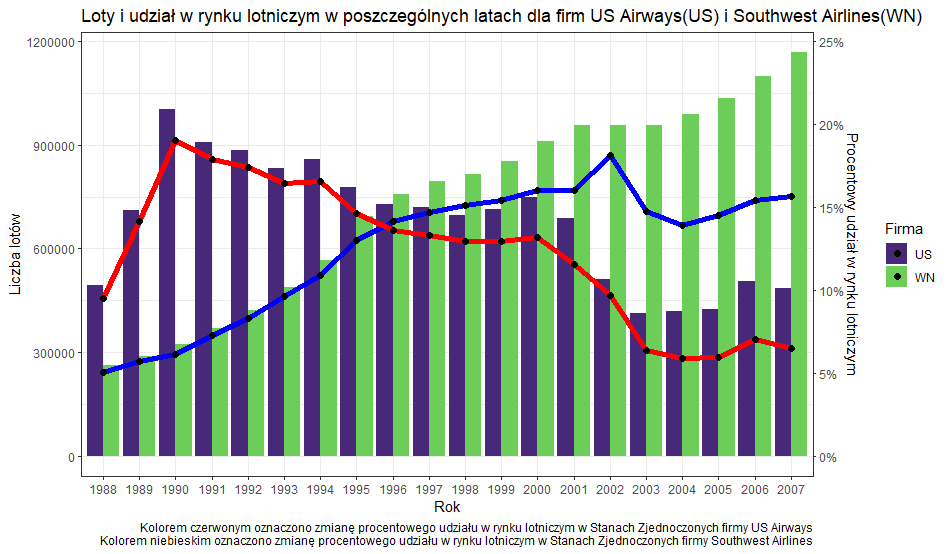 Loty i udział w rynku lotniczym w poszczególnych latach dla firm US Airways(US) i Southwest Airlines(WN)
1200000
900000
600000
300000
0
Liczba lotów
25%
20%
15%
10%
5%
0%
Procentowy udział w rynku lotniczym
Firma
US
WN
1988 1989 1990 1991 1992 1993 1994 1995 1996 1997 1998 1999 2000 2001 2002 2003 2004 2005 2006 2007
Rok
Kolorem czerwonym oznaczono zmianę procentowego udziału w rynku lotniczym w Stanach Zjednoczonych firmy US Airways
Kolorem niebieskim oznaczono zmianę procentowego udziału w rynku lotniczym w Stanach Zjednoczonych firmy Southwest Airlines